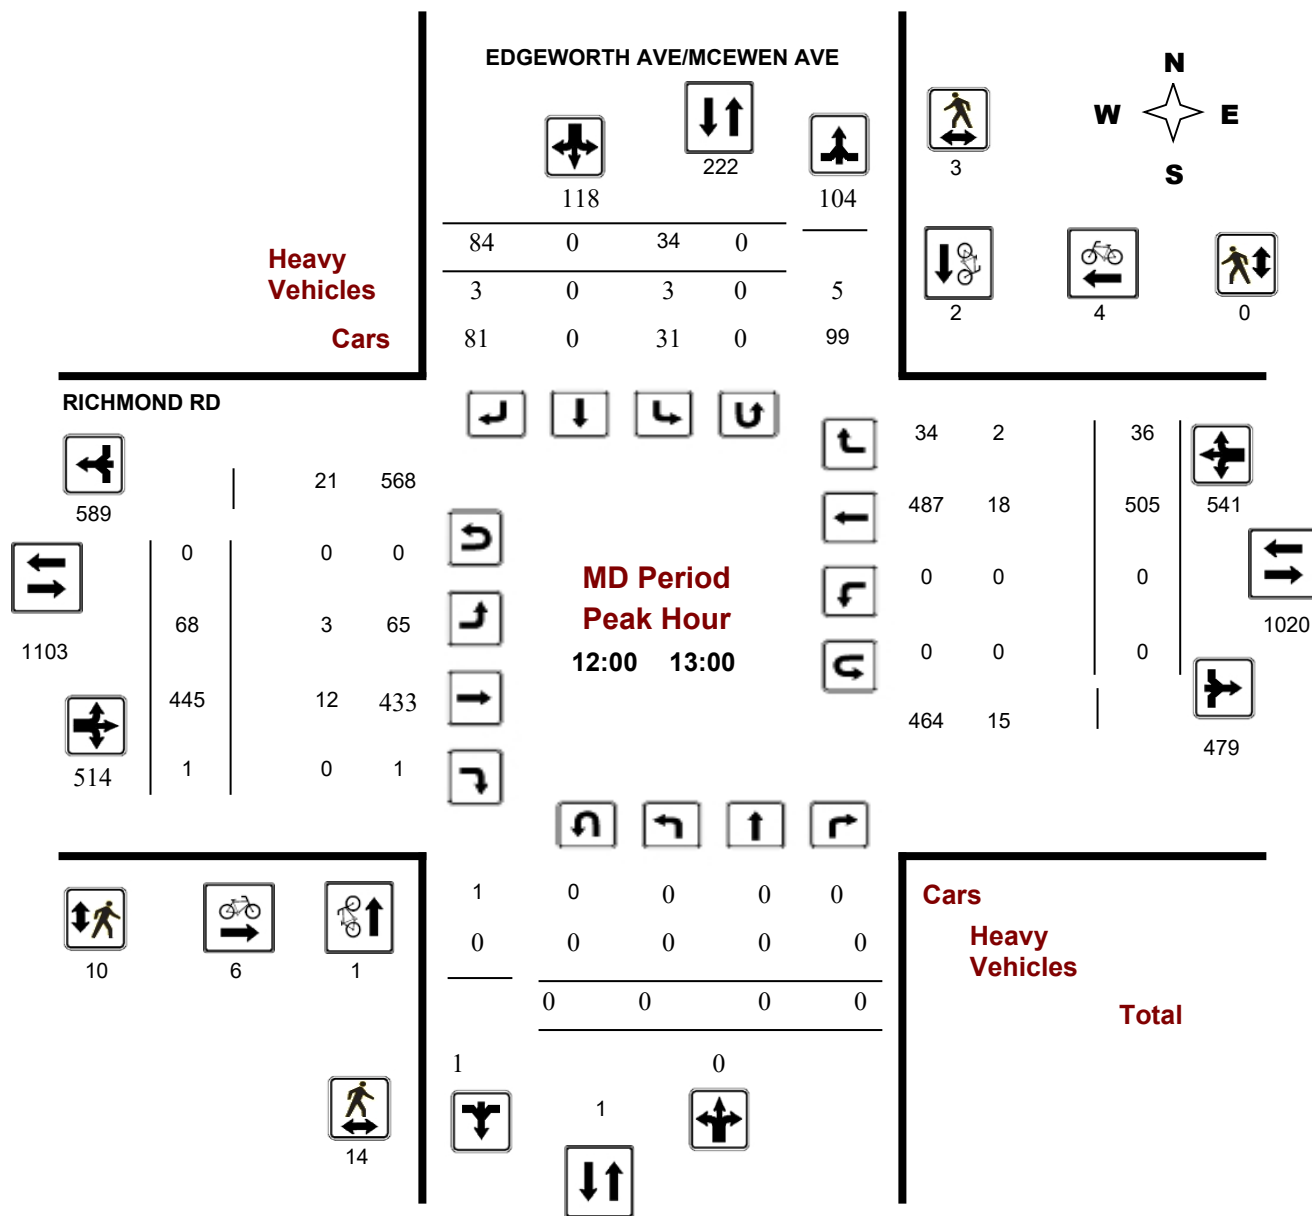 EDGEWORTH AVE/MCEWEN AVE
N
W E
S
222
3
118 104
84 0 34 0
Heavy
Vehicles
3 0 3 0 5
2 4 0
Cars
81 0 31 0 99
RICHMOND RD
34 2 36
21 568
589
487 18 505 541
0 0 0
MD Period
Peak Hour
12:00 13:00
0 0 0
68 3 65
1103
1020
0 0 0
445 12 433
464 15
479
514
1 0 1
1 0 0 0 0
Cars
0 0 0 0 0
Heavy
Vehicles
10 6 1
0 0 0 0
Total
1 0
1
14